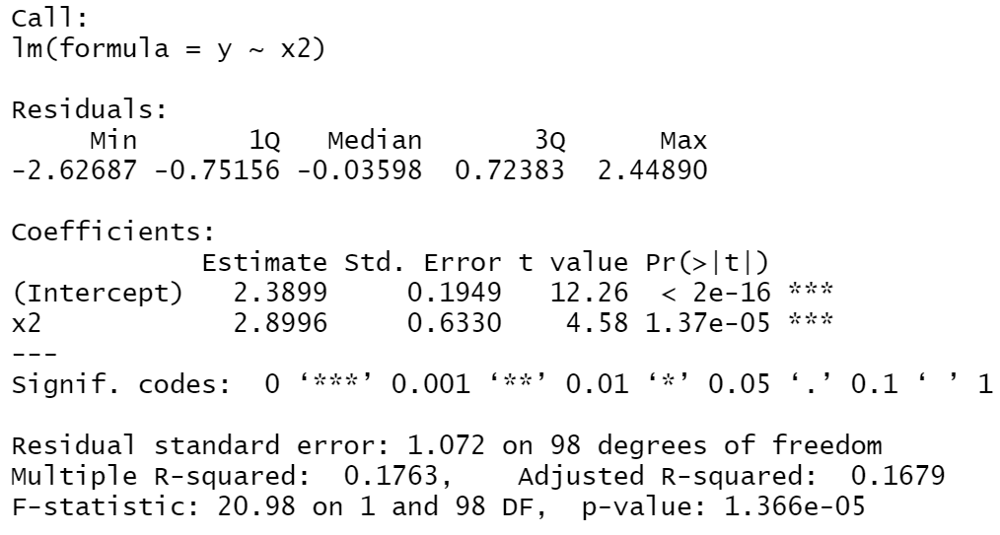 Call:
lm(formula = y ~ x2)
Residuals:
Min 1Q Median 3Q Max
-2.62687 -0.75156 -0.03598 0.72383 2.44890
Coefficients:
Estimate Std. Error t value Pr(>|t|)
(Intercept) 2.3899 0.1949 12.26 < 2e-16 ***
x2 2.8996 0.6330 4.58 1.37e-05 ***
---
Signif. codes: 0 ‘***’ 0.001 ‘**’ 0.01 ‘*’ 0.05 ‘.’ 0.1 ‘ ’ 1
Residual standard error: 1.072 on 98 degrees of freedom
Multiple R-squared: 0.1763, Adjusted R-squared: 0.1679
F-statistic: 20.98 on 1 and 98 DF, p-value: 1.366e-05